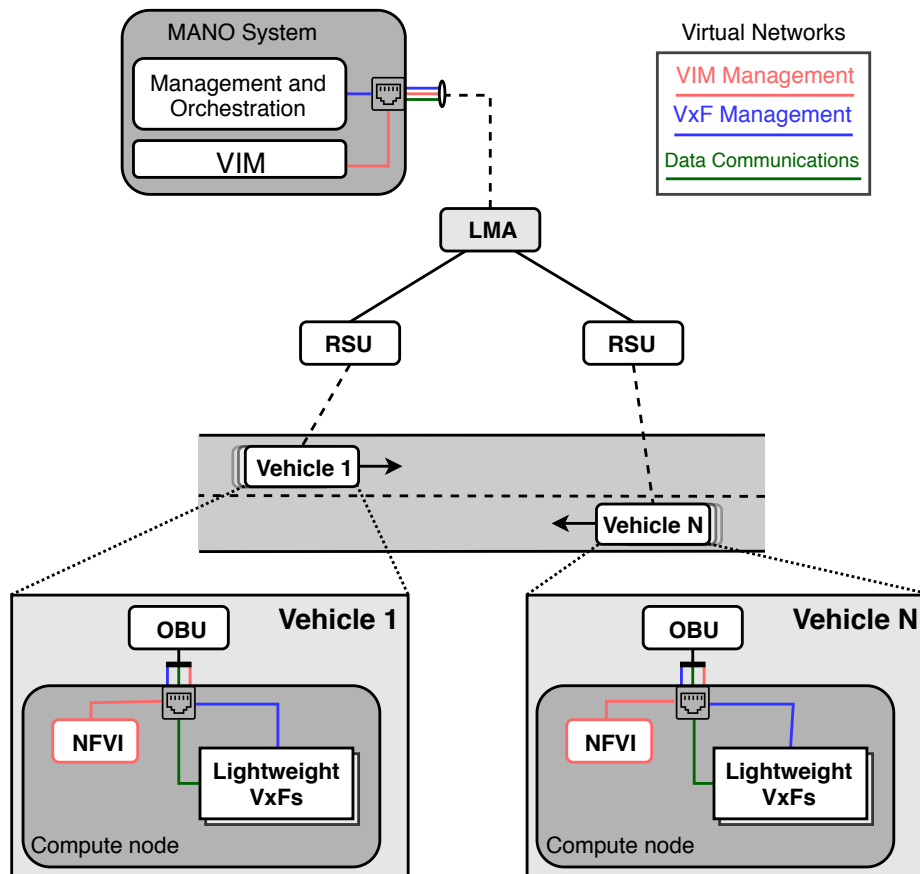 MANO System
Management and
Orchestration
VIM
Virtual Networks
VIM Management
VxF Management
Data Communications
LMA
RSU
RSU
Vehicle 1
Vehicle N
Vehicle 1
OBU
NFVI
Lightweight
VxFs
Compute node
Vehicle N
OBU
NFVI
Lightweight
VxFs
Compute node